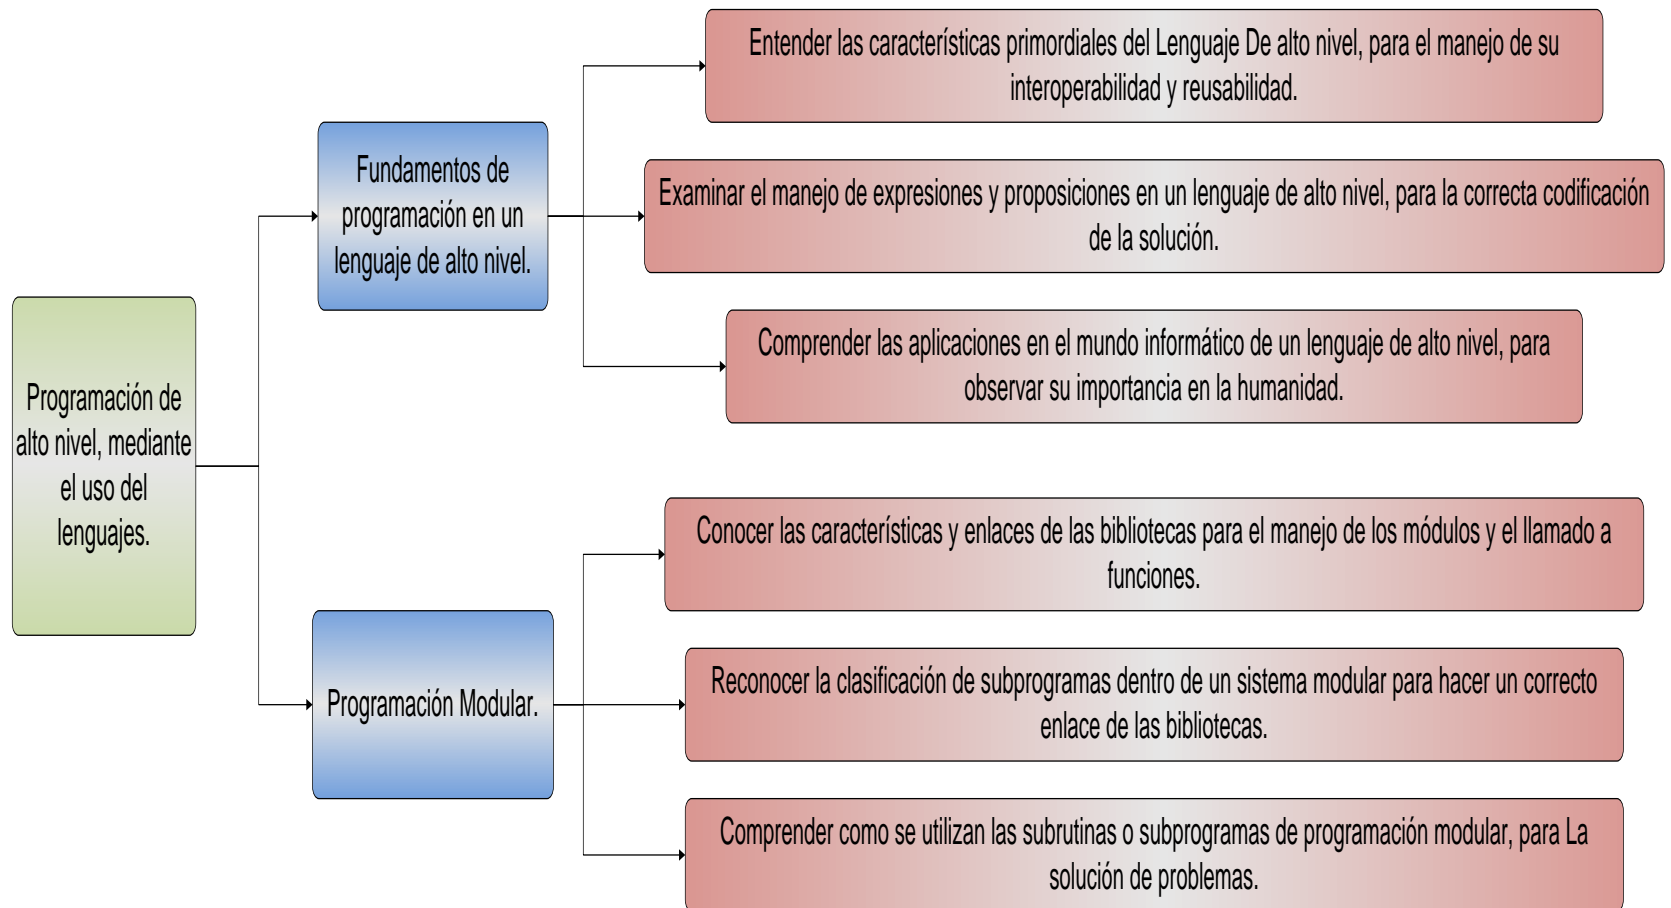 Programación de
alto nivel, mediante
el uso del
lenguajes.
Fundamentos de
programación en un
lenguaje de alto nivel.
Entender las características primordiales del Lenguaje De alto nivel, para el manejo de su
interoperabilidad y reusabilidad.
Examinar el manejo de expresiones y proposiciones en un lenguaje de alto nivel, para la correcta codificación
de la solución.
Comprender las aplicaciones en el mundo informático de un lenguaje de alto nivel, para
observar su importancia en la humanidad.
Programación Modular.
Conocer las características y enlaces de las bibliotecas para el manejo de los módulos y el llamado a
funciones.
Reconocer la clasificación de subprogramas dentro de un sistema modular para hacer un correcto
enlace de las bibliotecas.
Comprender como se utilizan las subrutinas o subprogramas de programación modular, para La
solución de problemas.